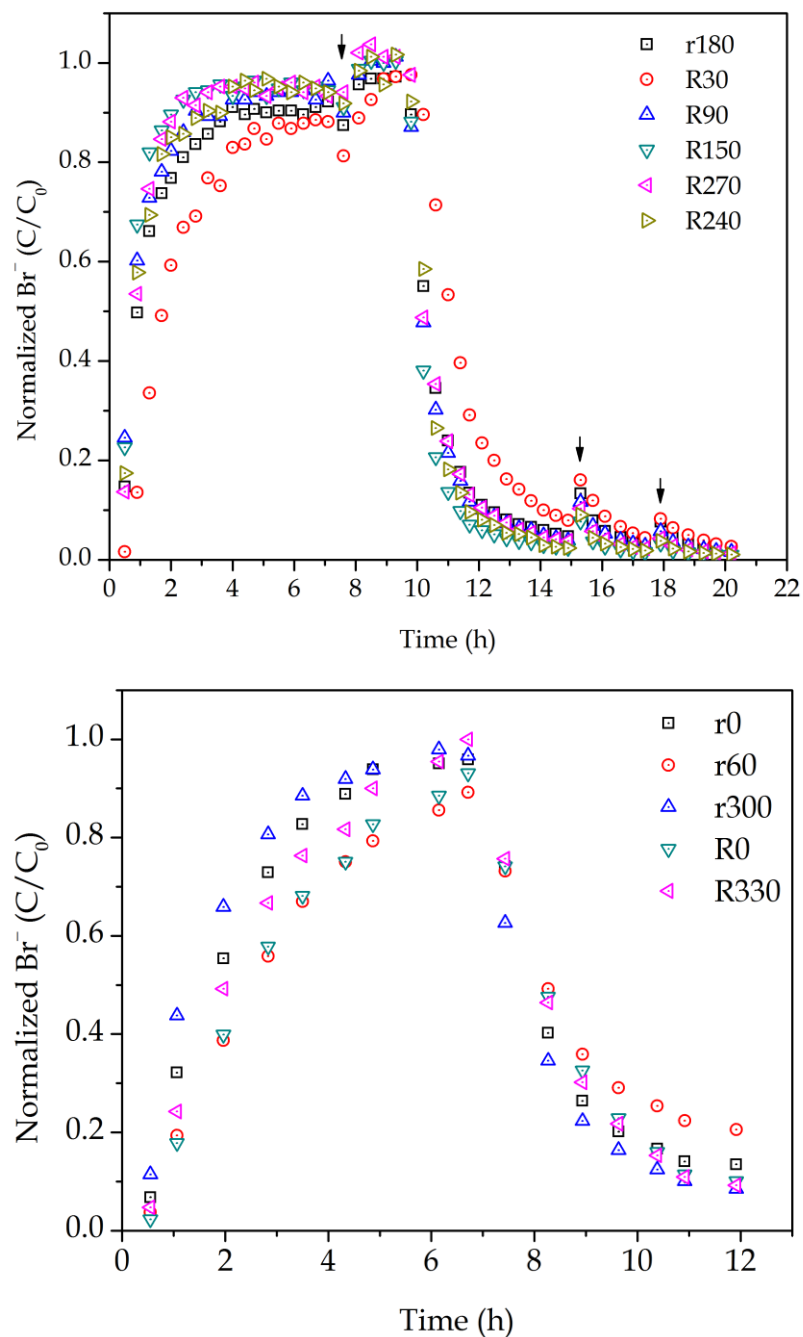 1.0
0.8
0.6
0.4
0.2
0.0
Normalized Br⁻ (C/C₀)
r180
R30
R90
R150
R270
R240
0 2 4 6 8 10 12 14 16 18 20 22
Time (h)
1.0
0.8
0.6
0.4
0.2
0.0
Normalized Br⁻ (C/C₀)
r0
r60
r300
R0
R330
0 2 4 6 8 10 12
Time (h)